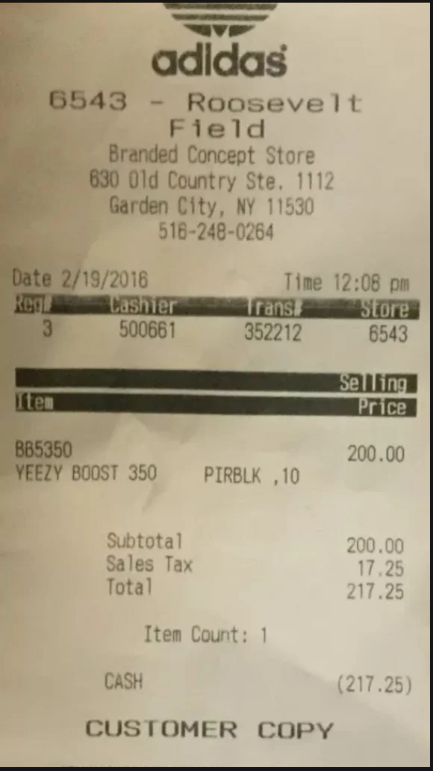 adidas
6543 - Roosevelt
Field
Branded Concept Store
630 Old Country Ste. 1112
Garden City, NY 11530
516-248-0264
Date 2/19/2016 Time 12:08 pm
Reg# Cashier Trans# Store
3 500661 352212 6543
Selling
Item Price
BB5350 200.00
YEEZY BOOST 350 PIRBLK ,10
Subtotal 200.00
Sales Tax 17.25
Total 217.25
Item Count: 1
CASH (217.25)
CUSTOMER COPY